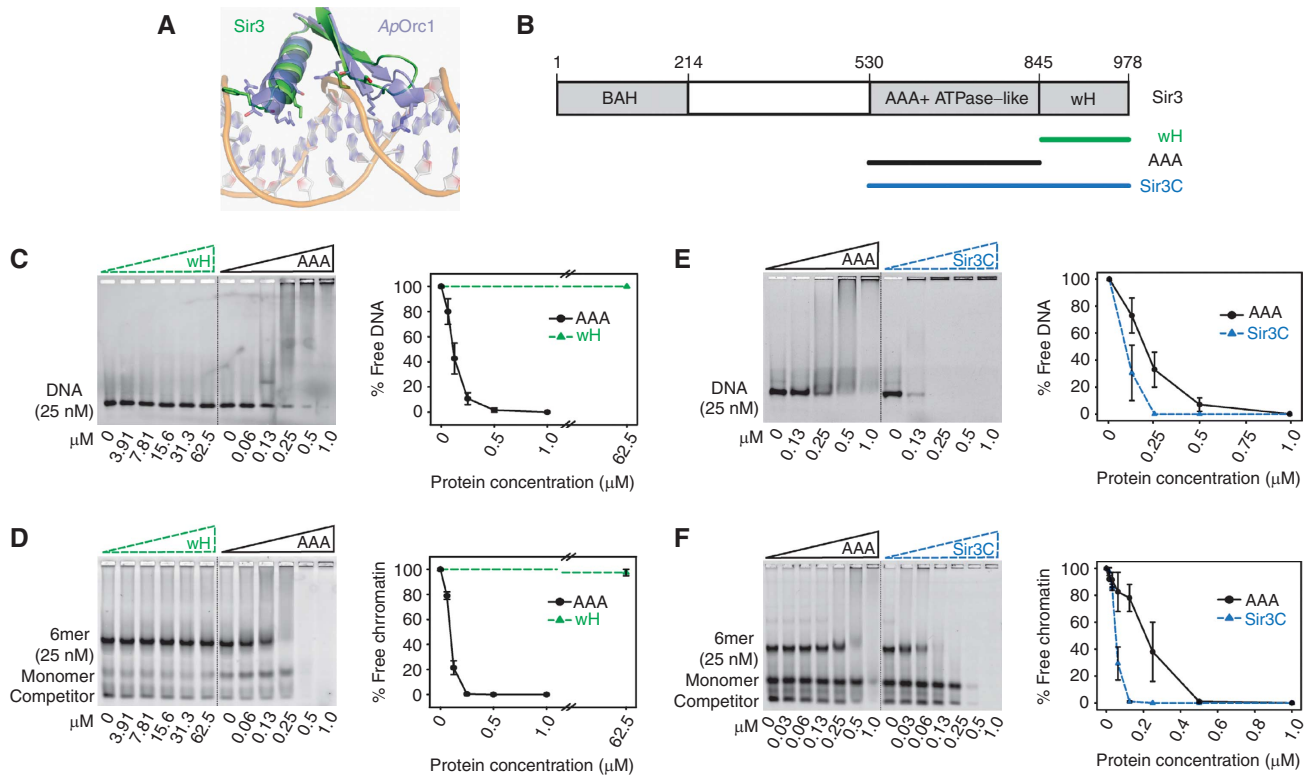 A
Sir3
ApOrc1
B
1 214 530 845 978
BAH
AAA+ ATPase–like
wH
Sir3
wH
AAA
Sir3C
C
wH
AAA
DNA
(25 nM)
μM
0 3.91 7.81 15.6 31.3 62.5 0 0.06 0.13 0.25 0.5 1.0
% Free DNA
100
80
60
40
20
0
AAA
wH
0 0.5 1.0 62.5
Protein concentration (μM)
E
AAA
Sir3C
DNA
(25 nM)
μM
0 0.13 0.25 0.5 1.0 0 0.13 0.25 0.5 1.0
% Free DNA
100
80
60
40
20
0
AAA
Sir3C
0 0.25 0.5 0.75 1.0
Protein concentration (μM)
D
wH
AAA
6mer
(25 nM)
Monomer
Competitor
μM
0 3.91 7.81 15.6 31.3 62.5 0 0.06 0.13 0.25 0.5 1.0
% Free chrromatin
100
80
60
40
20
0
AAA
wH
0 0.5 1.0 62.5
Protein concentration (μM)
F
AAA
Sir3C
6mer
(25 nM)
Monomer
Competitor
μM
0 0.03 0.06 0.13 0.25 0.5 1.0 0 0.03 0.06 0.13 0.25 0.5 1.0
% Free chromatin
100
80
60
40
20
0
AAA
Sir3C
0 0.2 0.4 0.6 0.8 1.0
Protein concentration (μM)